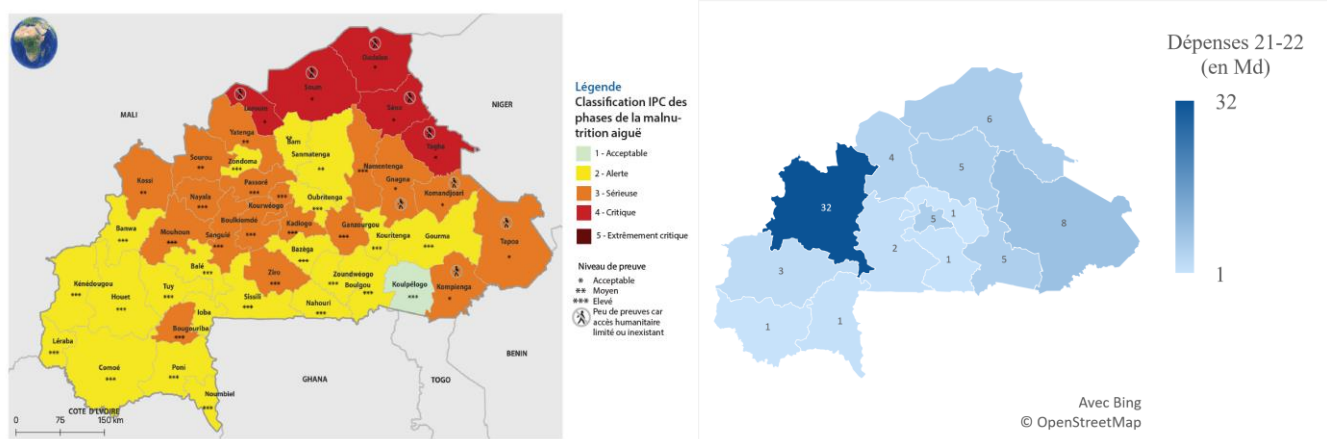 MALI
NIGER
BENIN
TOGO
GHANA
COTE D'LVOIRE
Oudalan
Soum
Loroum
Séno
Yagha
Yatenga
**
Bam
Sanmatenga
**
Zondoma
***
Sourou
**
Namentenga
***
Kossi
**
Passoré
***
Gnagna
*
Komandjoari
*
Nayala
***
Oubritenga
***
Kourwéogo
Boulkiemdé
Kadiogo
***
Ganzourgou
***
Kouritenga
***
Gourma
***
Tapoa
*
Banwa
***
Mouhoun
***
Sanguié
***
Bazèga
***
Balé
***
Ziro
***
Zoundwéogo
***
Boulgou
***
Koulpélogo
***
Kompienga
*
Kénédougou
***
Houet
***
Tuy
***
Sissili
***
Nahouri
***
Ioba
Bougouriba
***
Léraba
***
Comoé
***
Poni
***
Noumbiel
***
0 75 150 km
Légende
Classification IPC des
phases de la malnu-
trition aiguë
1 - Acceptable
2 - Alerte
3 - Sérieuse
4 - Critique
5 - Extrêmement critique
Niveau de preuve
* Acceptable
** Moyen
*** Elevé
Peu de preuves car
accès humanitaire
limité ou inexistant
Dépenses 21-22
(en Md)
32
1
6
4
5
32
8
5
1
2
1
5
3
1
1
Avec Bing
© OpenStreetMap